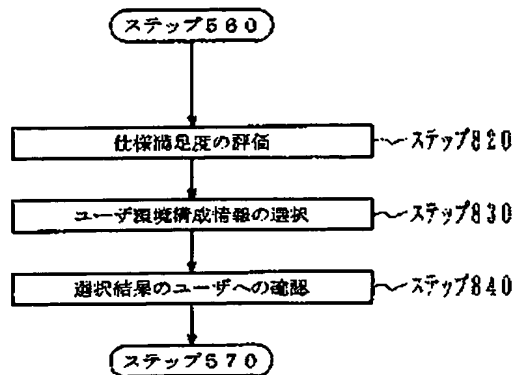 ステップ560
仕様満足度の評価
ステップ820
ユーザ環境構成情報の選択
ステップ830
選択結果のユーザへの確認
ステップ840
ステップ570